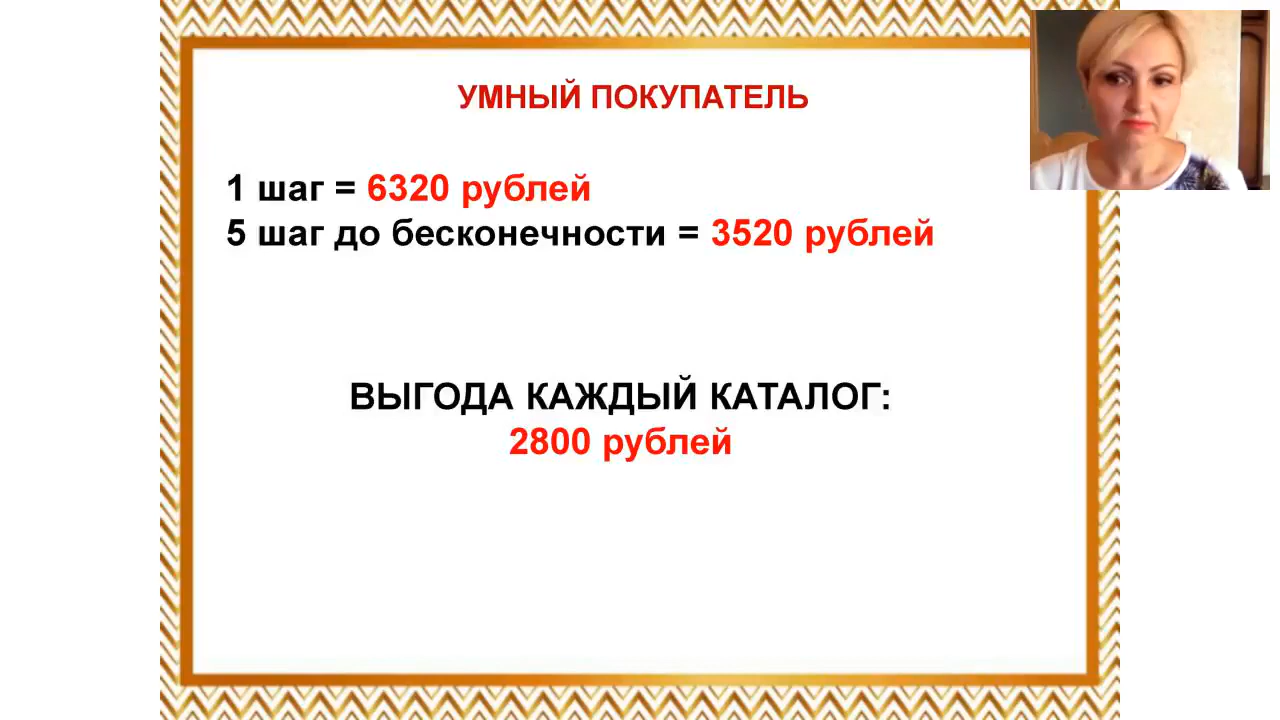 УМНЫЙ ПОКУПАТЕЛЬ
1 шаг = 6320 рублей
5 шаг до бесконечности = 3520 рублей
ВЫГОДА КАЖДЫЙ КАТАЛОГ:
2800 рублей